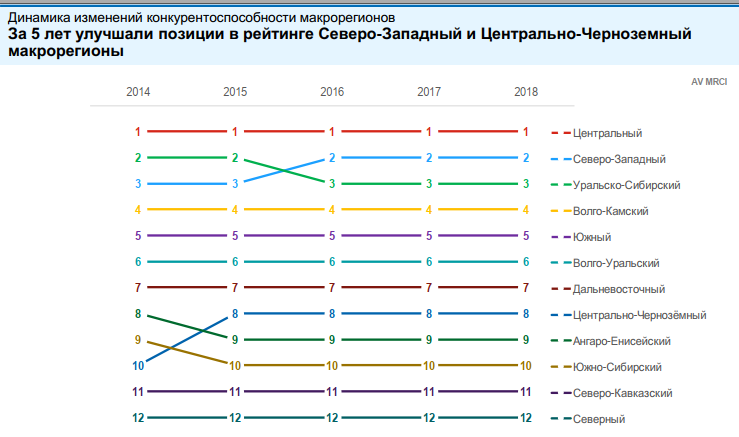 Динамика изменений конкурентоспособности макрорегионов
За 5 лет улучшали позиции в рейтинге Северо-Западный и Центрально-Черноземный
макрорегионы
AV MRCI
2014 2015 2016 2017 2018
1 1 1 1 1 Центральный
2 2 2 2 2 Северо-Западный
3 3 3 3 3 Уральско-Сибирский
4 4 4 4 4 Волго-Камский
5 5 5 5 5 Южный
6 6 6 6 6 Волго-Уральский
7 7 7 7 7 Дальневосточный
8 8 8 8 8 Центрально-Чернозёмный
9 9 9 9 9 Ангаро-Енисейский
10 10 10 10 10 Южно-Сибирский
11 11 11 11 11 Северо-Кавказский
12 12 12 12 12 Северный